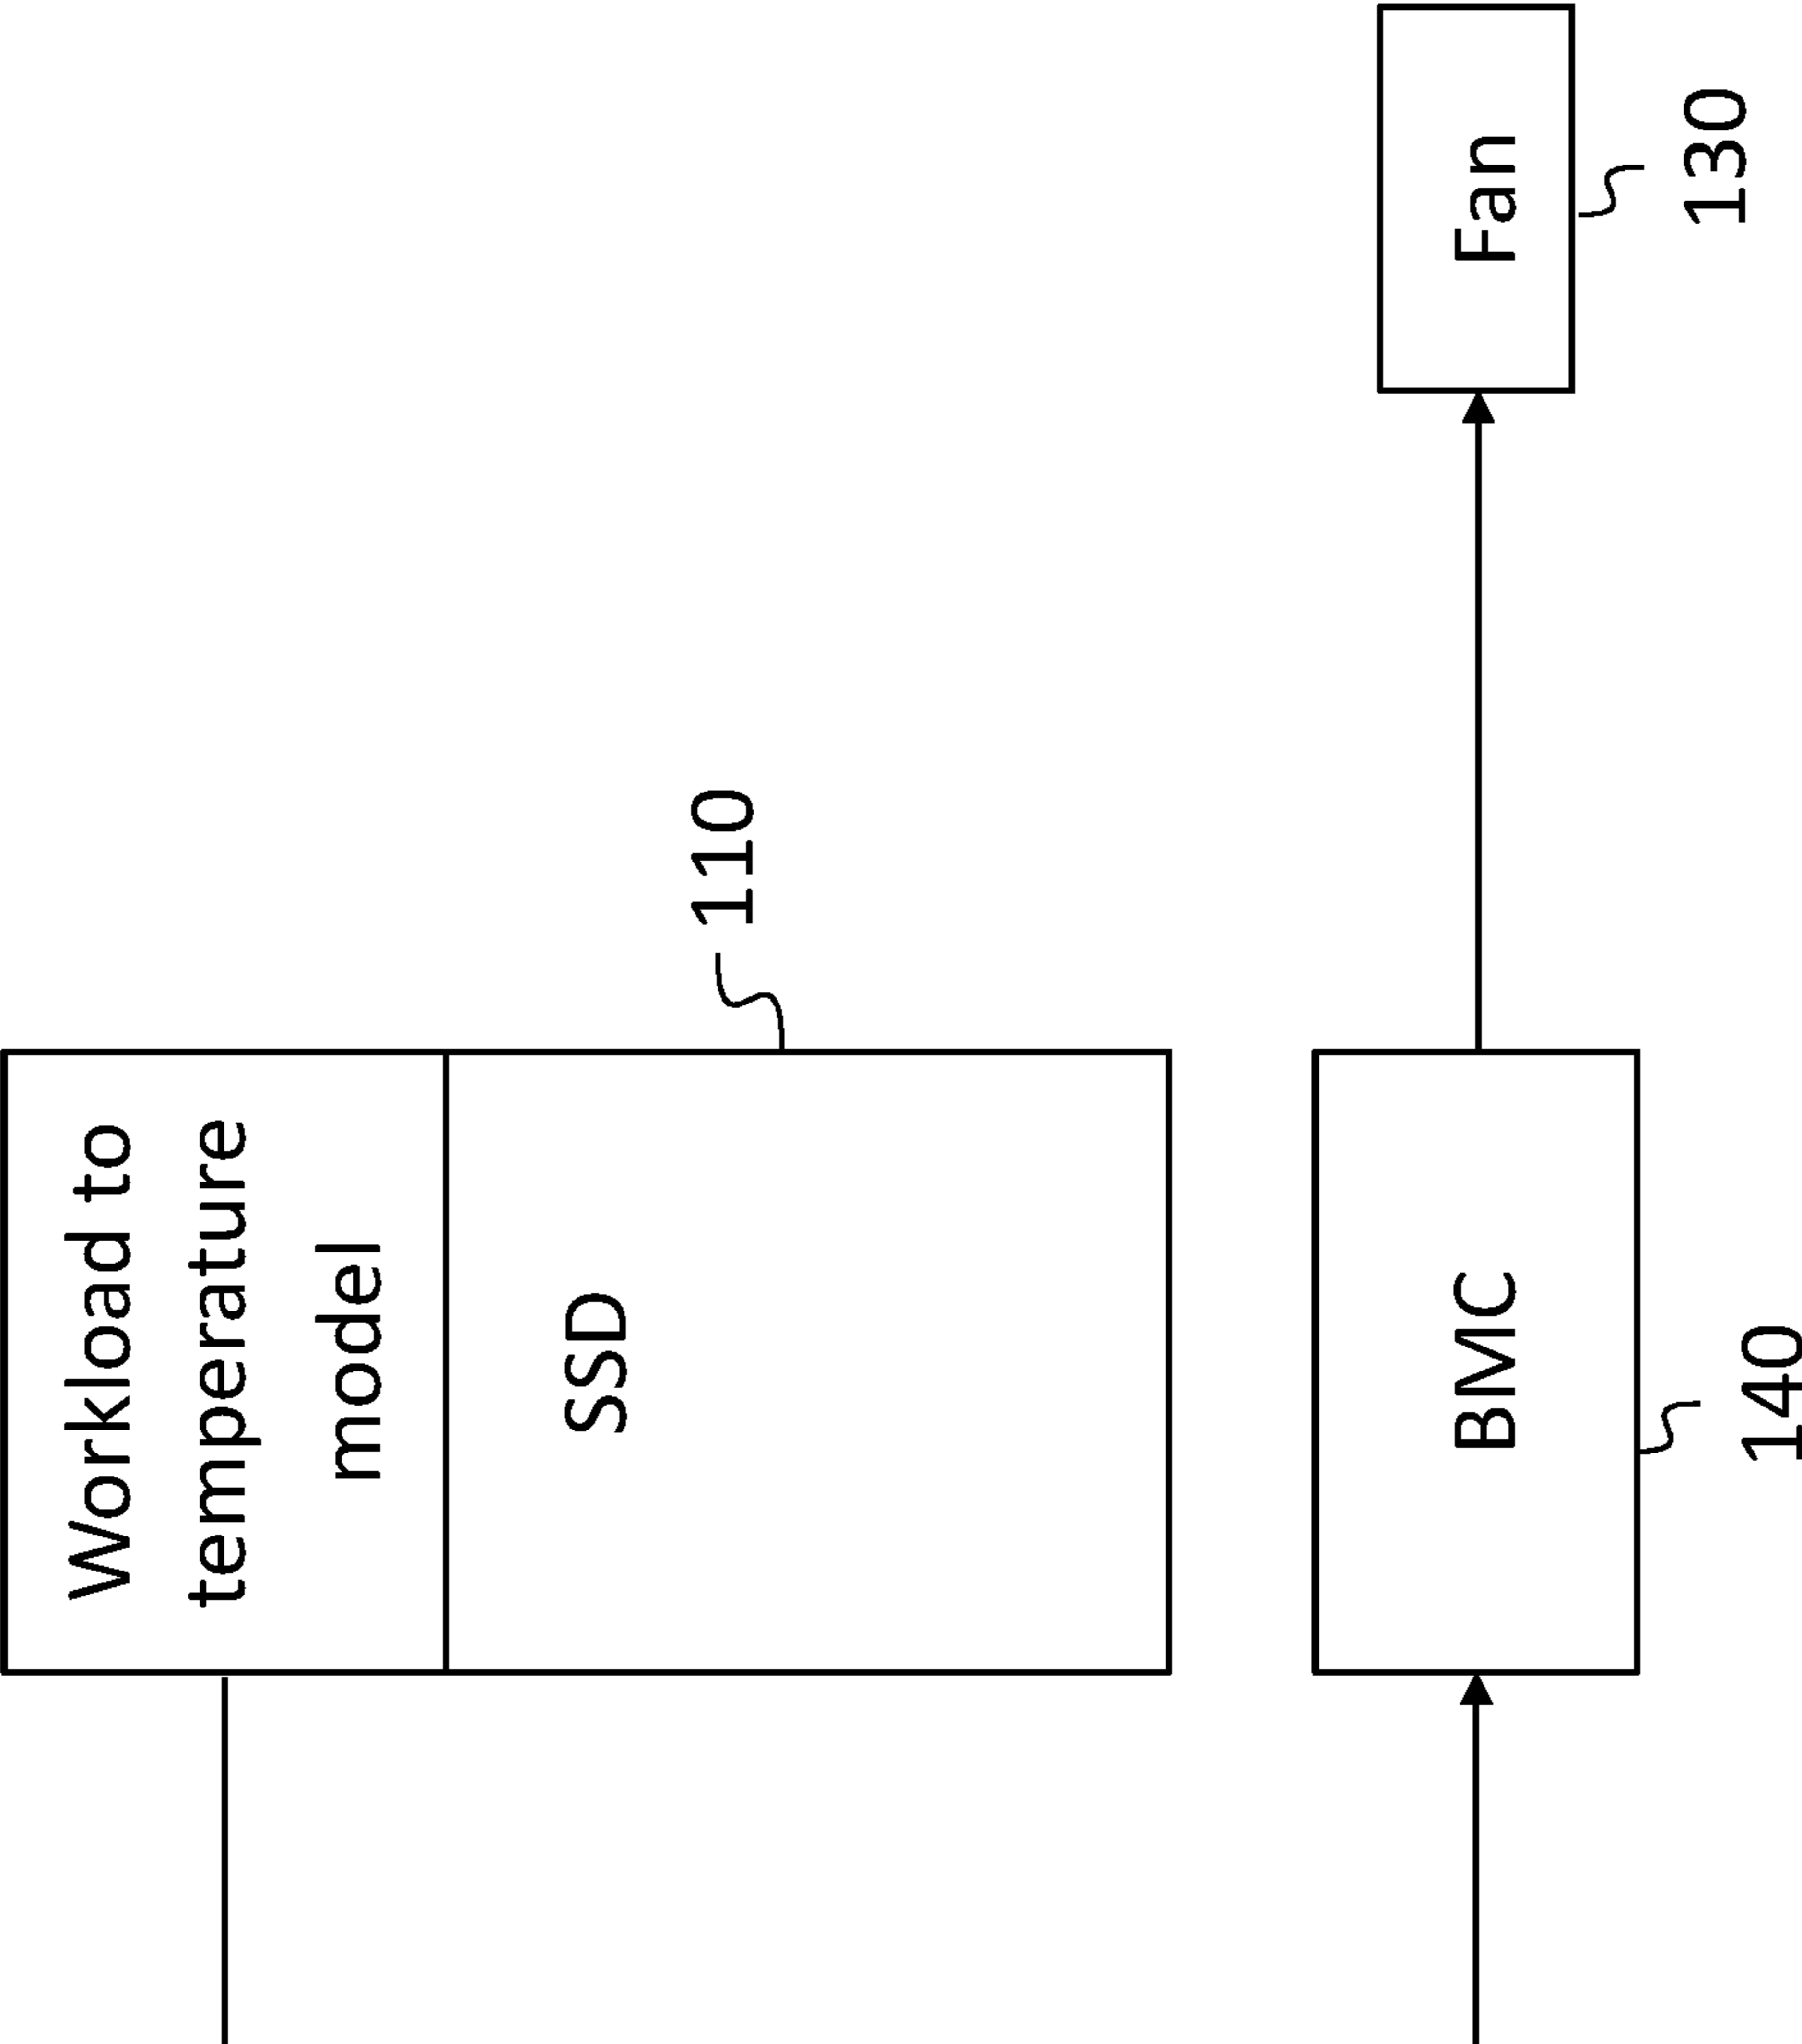 Workload to
temperature
model
SSD
110
BMC
140
Fan
130